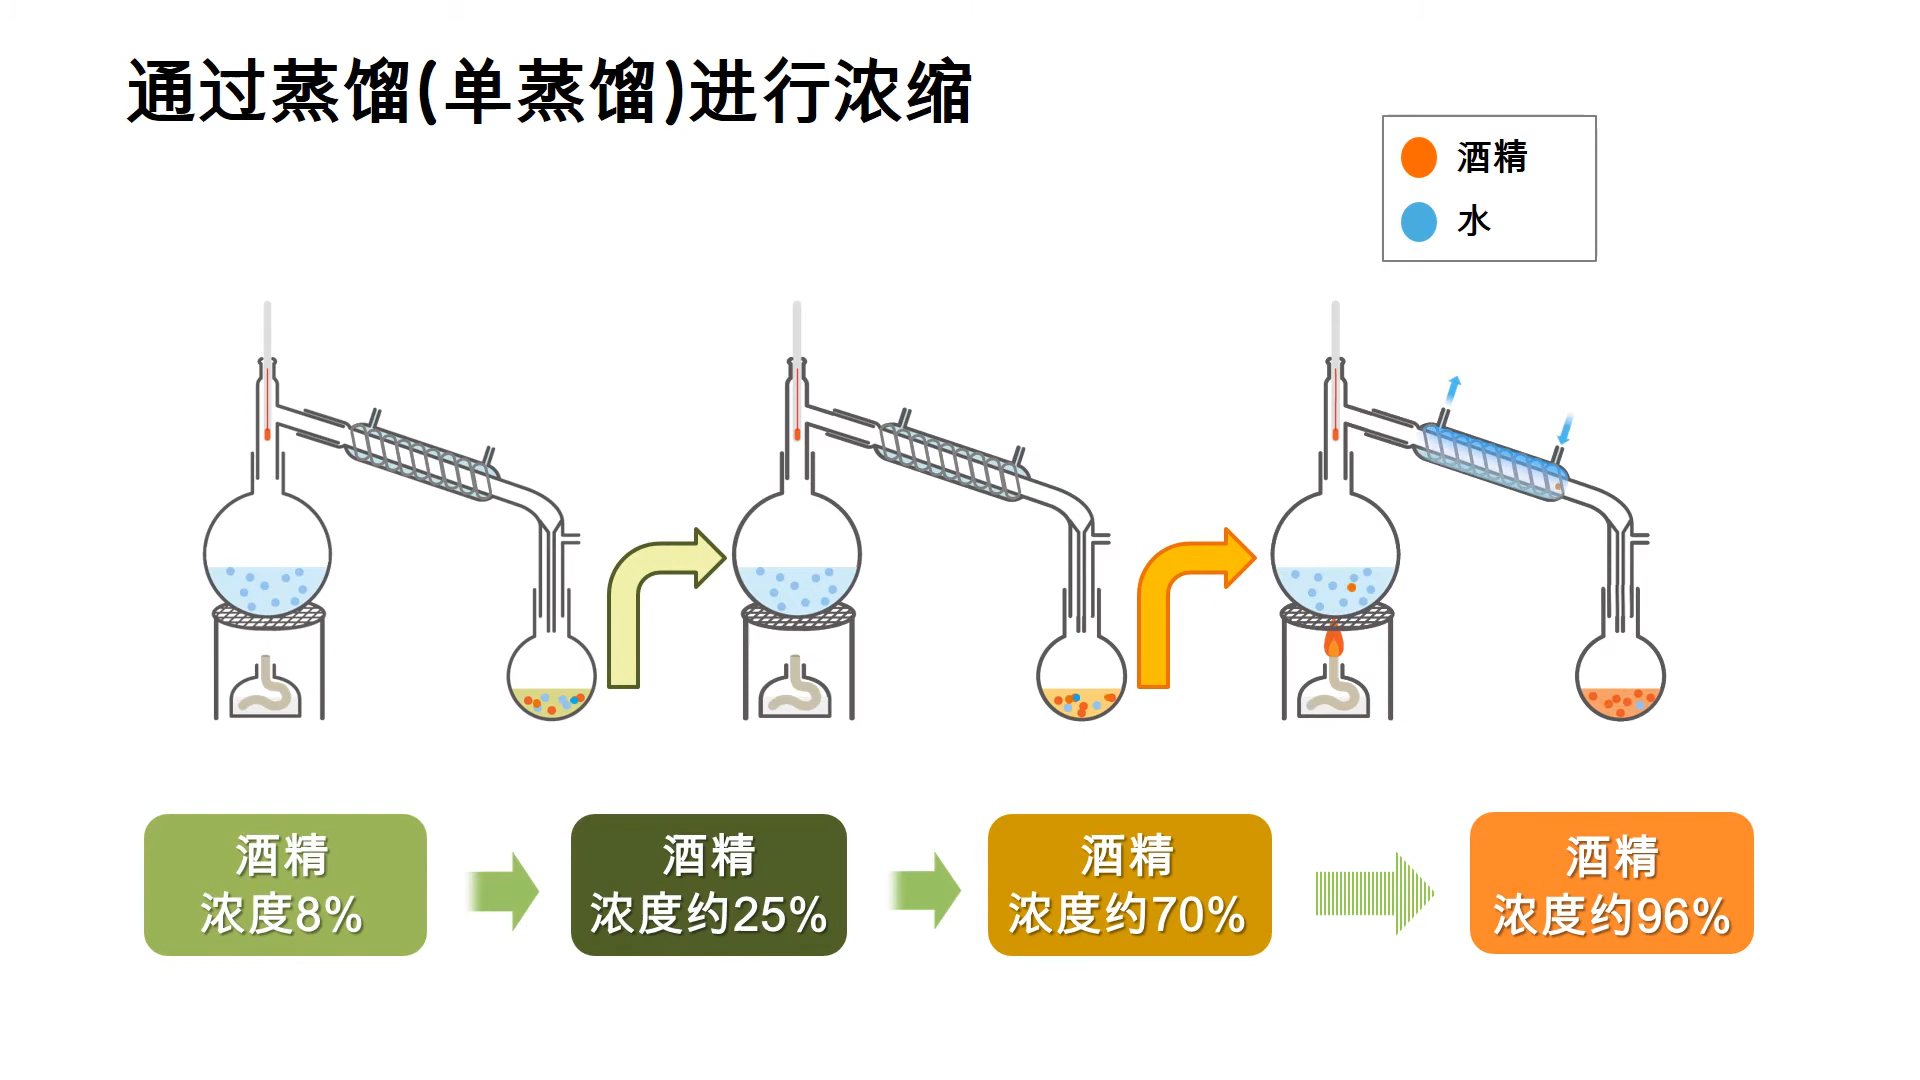 通过蒸馏(单蒸馏)进行浓缩
酒精
水
酒精
浓度8%
酒精
浓度约25%
酒精
浓度约70%
酒精
浓度约96%